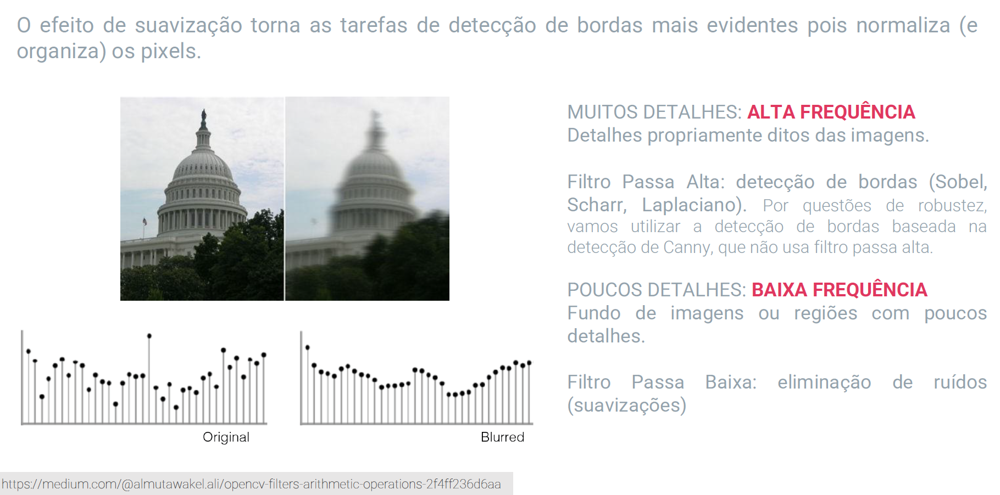 O efeito de suavização torna as tarefas de detecção de bordas mais evidentes pois normaliza (e
organiza) os pixels.
MUITOS DETALHES: ALTA FREQUÊNCIA
Detalhes propriamente ditos das imagens.
Filtro Passa Alta: detecção de bordas (Sobel,
Scharr, Laplaciano). Por questões de robustez,
vamos utilizar a detecção de bordas baseada na
detecção de Canny, que não usa filtro passa alta.
POUCOS DETALHES: BAIXA FREQUÊNCIA
Fundo de imagens ou regiões com poucos
detalhes.
Filtro Passa Baixa: eliminação de ruídos
(suavizações)
Original
Blurred
https://medium.com/@almutawakel.ali/opencv-filters-arithmetic-operations-2f4ff236d6aa